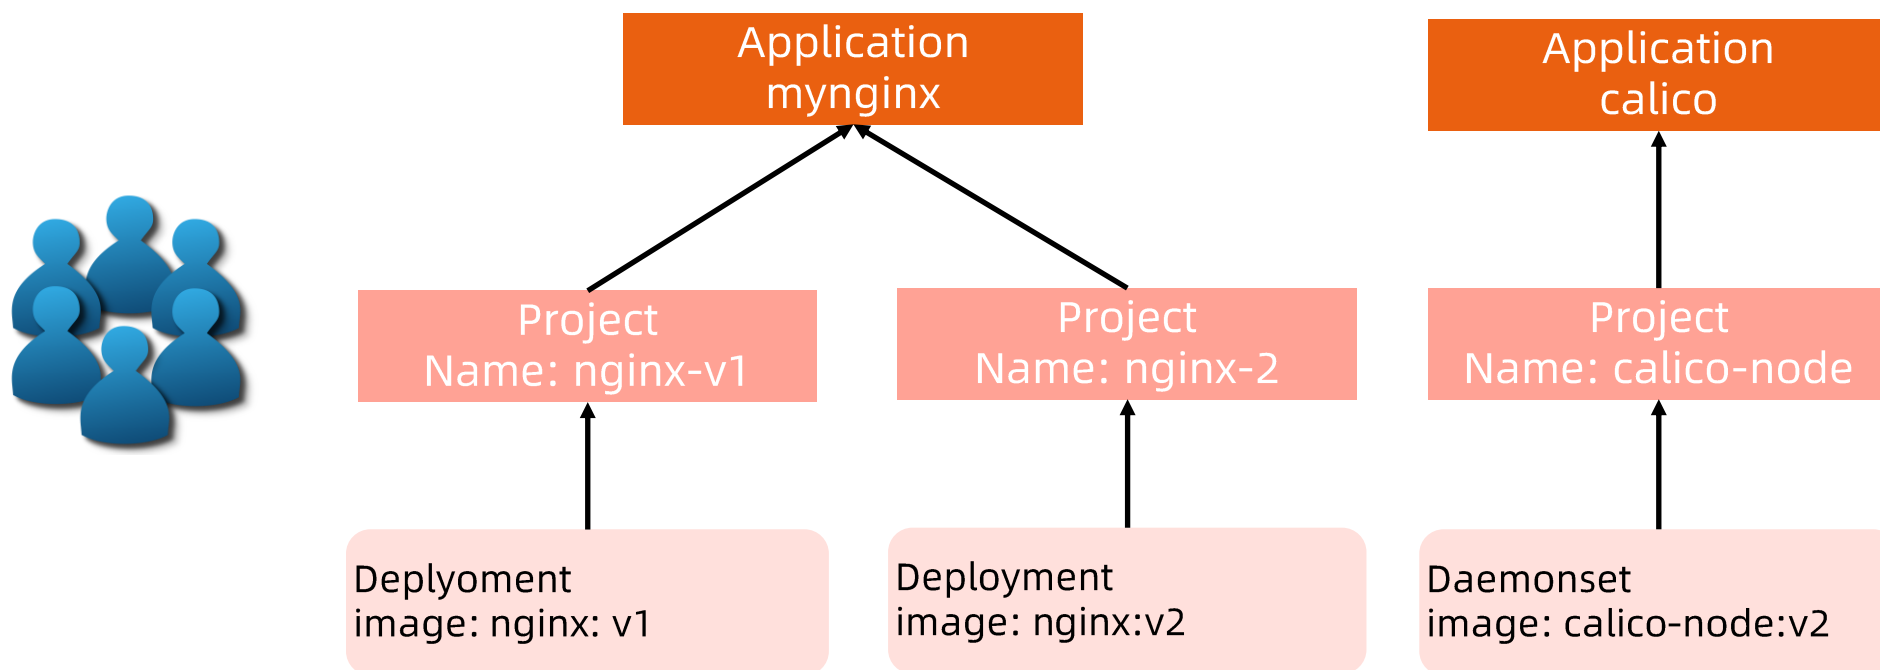 Application
mynginx
Application
calico
Project
Name: nginx-v1
Project
Name: nginx-2
Project
Name: calico-node
Deplyoment
image: nginx: v1
Deployment
image: nginx:v2
Daemonset
image: calico-node:v2